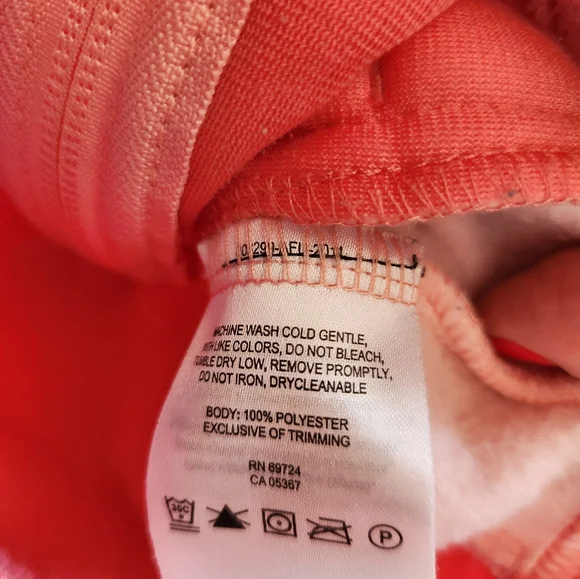 MACHINE WASH COLD GENTLE,
WITH LIKE COLORS, DO NOT BLEACH,
TUMBLE DRY LOW, REMOVE PROMPTLY,
DO NOT IRON, DRYCLEANABLE
BODY: 100% POLYESTER
EXCLUSIVE OF TRIMMING
RN 69724
CA 05367
30C
P